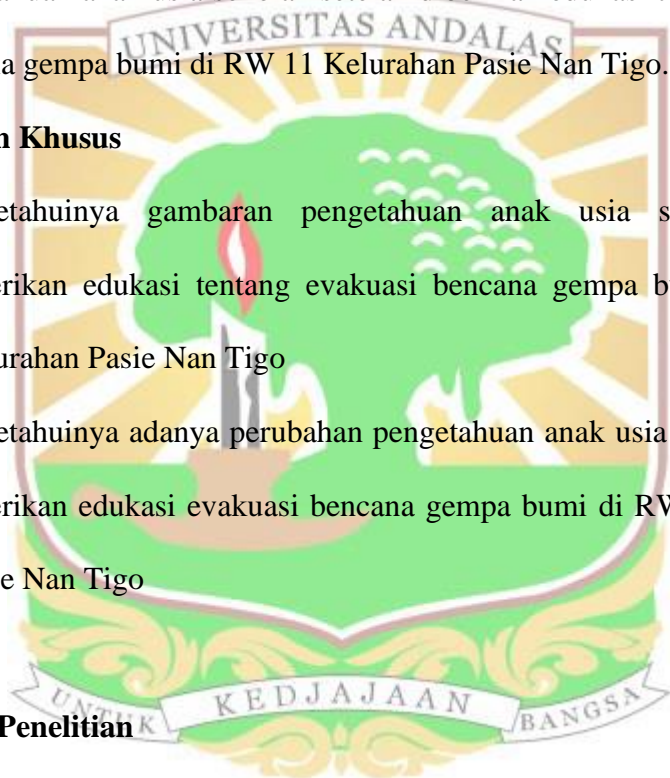 UNIVERSITAS ANDALAS
a gempa bumi di RW 11 Kelurahan Pasie Nan Tigo.
n Khusus
etahuinya gambaran pengetahuan anak usia s
erikan edukasi tentang evakuasi bencana gempa b
urahan Pasie Nan Tigo
etahuinya adanya perubahan pengetahuan anak usia
erikan edukasi evakuasi bencana gempa bumi di RW
e Nan Tigo
UNTUK KEDJAJAAN BANGSA
Penelitian